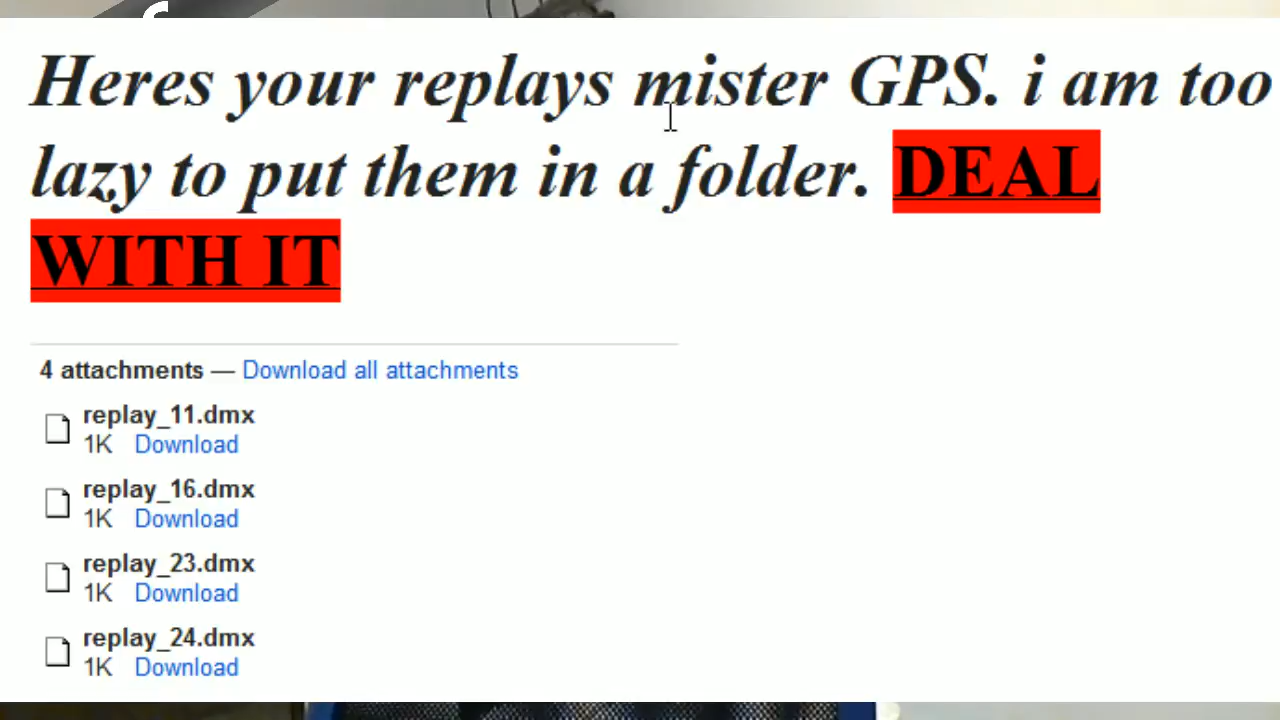 Heres your replays mister GPS. i am too
lazy to put them in a folder. DEAL
WITH IT
4 attachments — Download all attachments
replay_11.dmx
1K Download
replay_16.dmx
1K Download
replay_23.dmx
1K Download
replay_24.dmx
1K Download